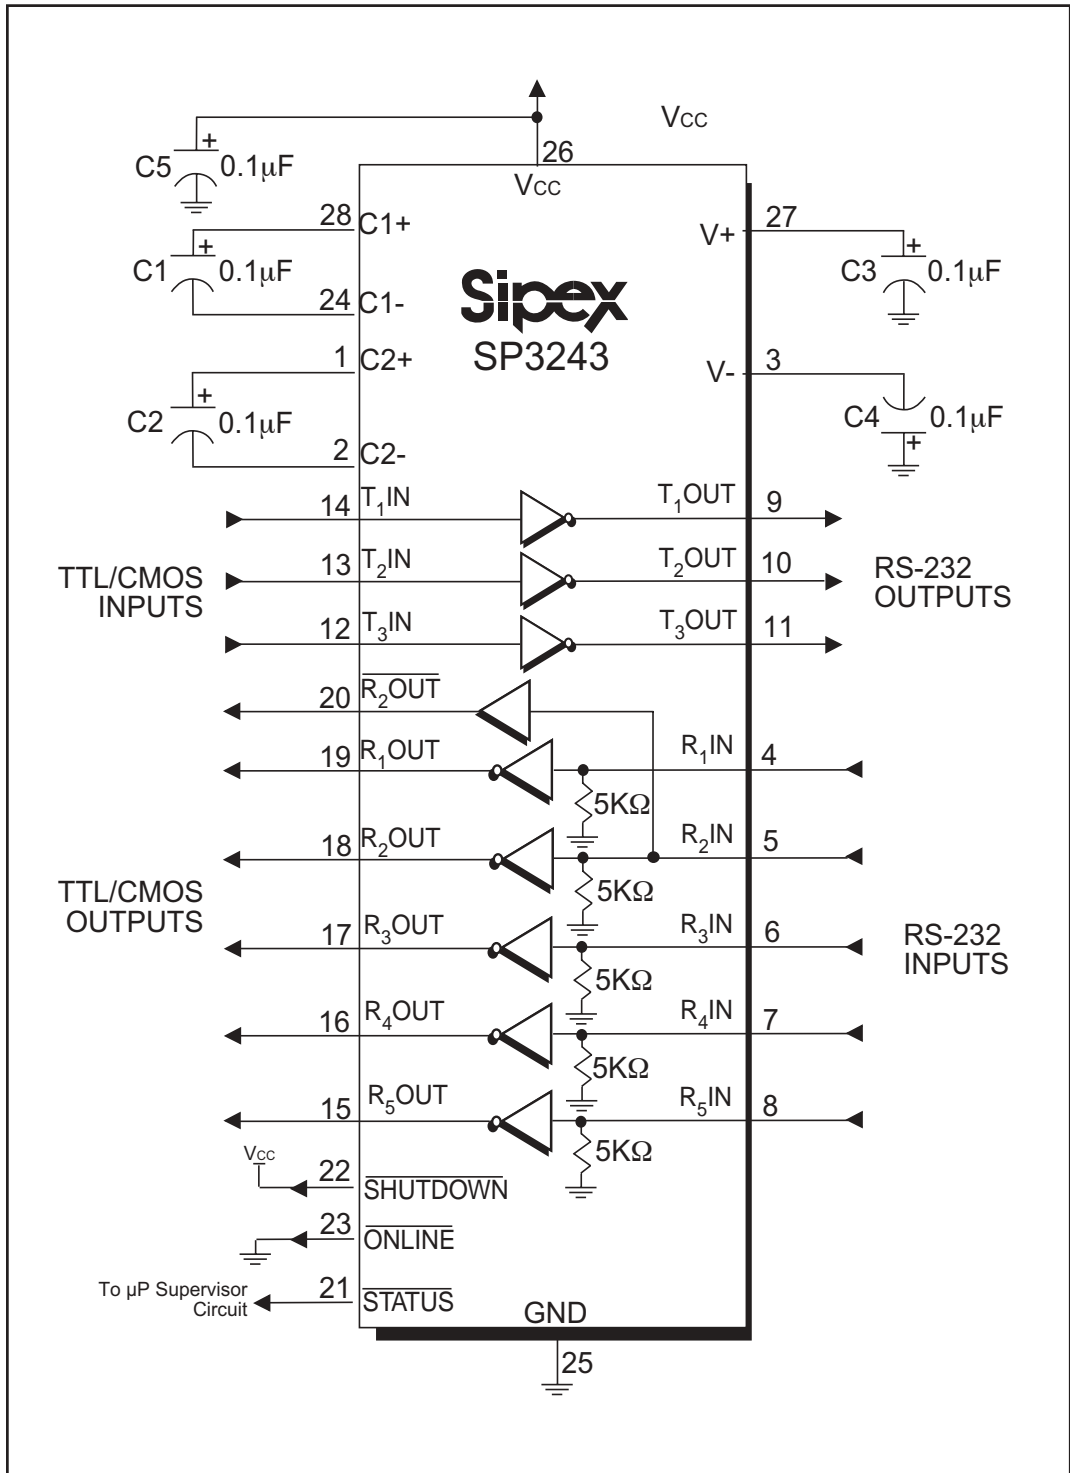 VCC
26
VCC
C5
+
0.1µF
28
C1+
C1
+
0.1µF
24
C1-
1
C2+
C2
+
0.1µF
2
C2-
Sipex
SP3243
V+
27
C3
+
0.1µF
V-
3
C4
0.1µF
+
TTL/CMOS
INPUTS
14 T1IN T1OUT 9
13 T2IN T2OUT 10
12 T3IN T3OUT 11
RS-232
OUTPUTS
20 R2OUT
19 R1OUT R1IN 4
5KΩ
18 R2OUT R2IN 5
5KΩ
TTL/CMOS
OUTPUTS
17 R3OUT R3IN 6
5KΩ
RS-232
INPUTS
16 R4OUT R4IN 7
5KΩ
15 R5OUT R5IN 8
5KΩ
VCC
22 SHUTDOWN
23 ONLINE
To µP Supervisor
Circuit
21 STATUS
GND
25